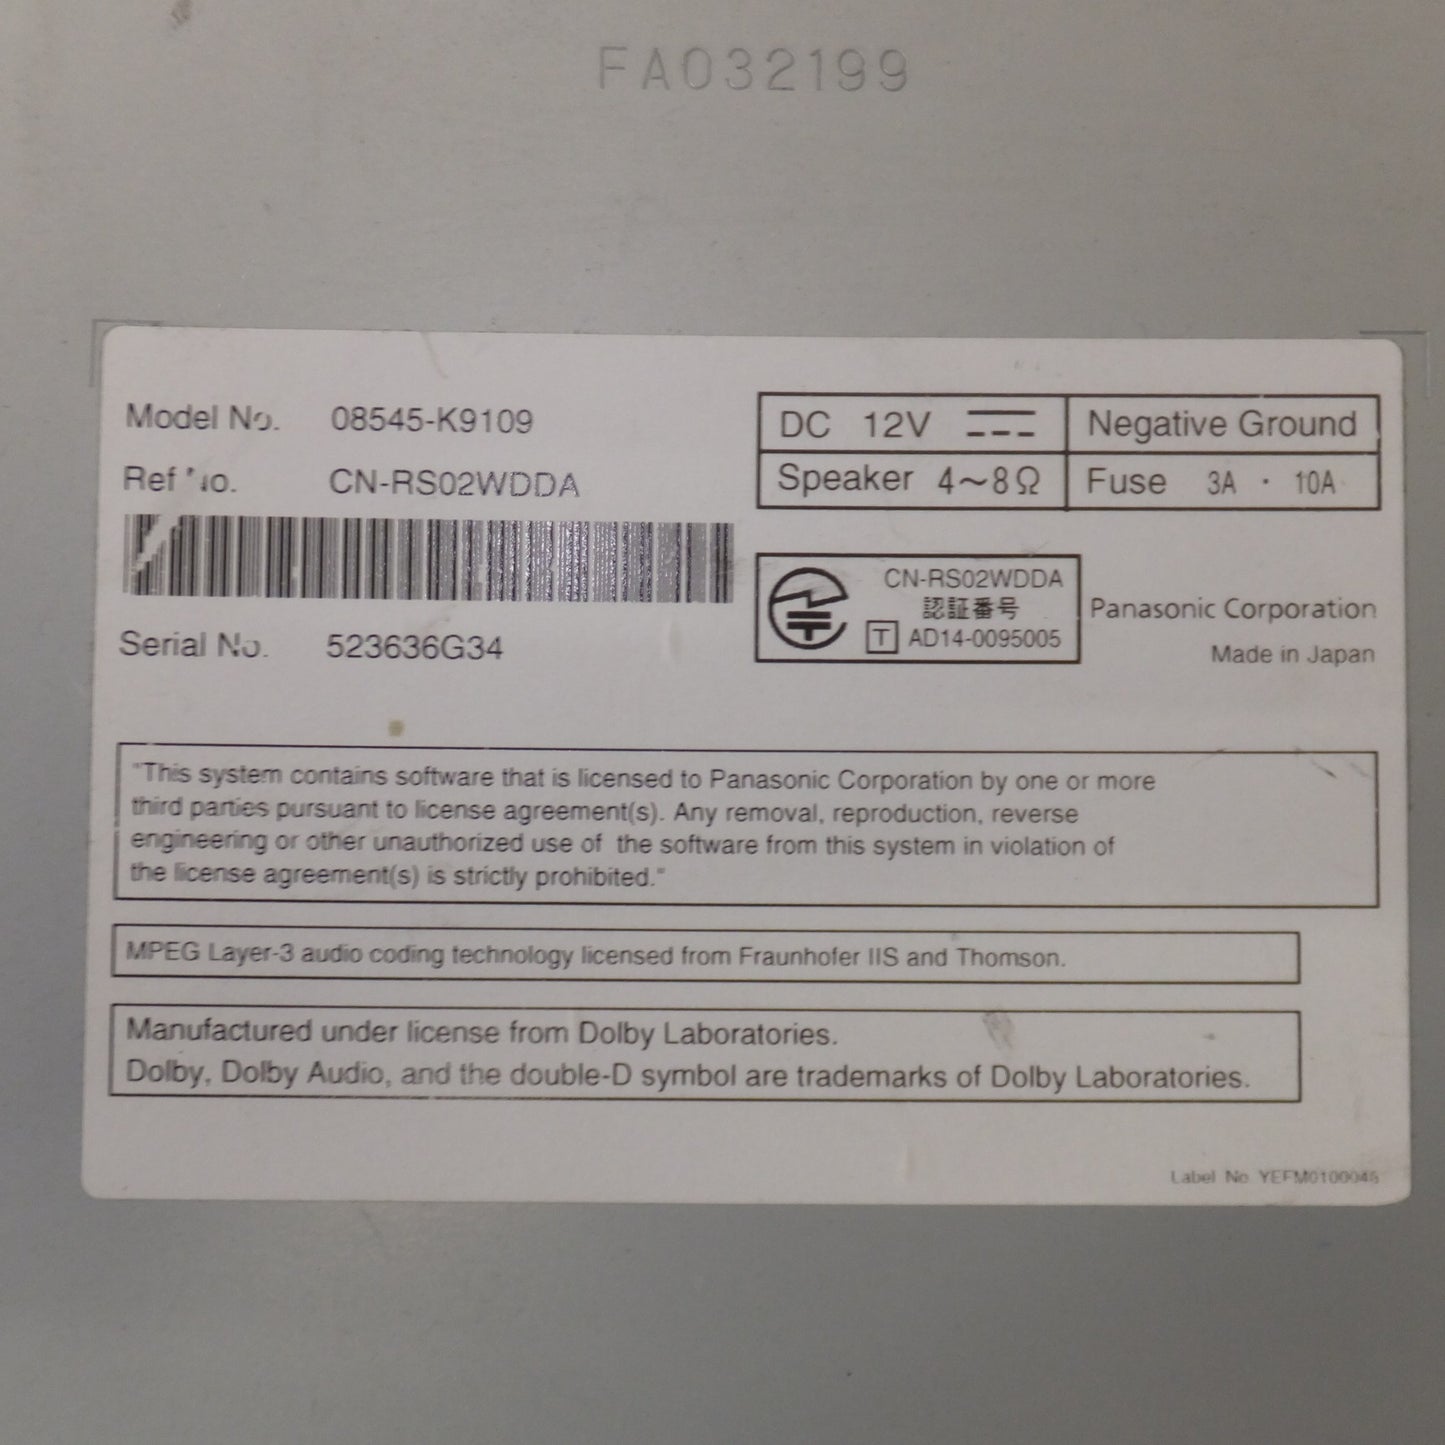 FA032199
Model No. 08545-K9109
Ref No. CN-RS02WDDA
Serial No. 523636G34
DC 12V Negative Ground
Speaker 4~8Ω Fuse 3A · 10A
CN-RS02WDDA
認証番号
T AD14-0095005
Panasonic Corporation
Made in Japan
"This system contains software that is licensed to Panasonic Corporation by one or more
third parties pursuant to license agreement(s). Any removal, reproduction, reverse
engineering or other unauthorized use of the software from this system in violation of
the license agreement(s) is strictly prohibited."
MPEG Layer-3 audio coding technology licensed from Fraunhofer IIS and Thomson.
Manufactured under license from Dolby Laboratories.
Dolby, Dolby Audio, and the double-D symbol are trademarks of Dolby Laboratories.
Label No